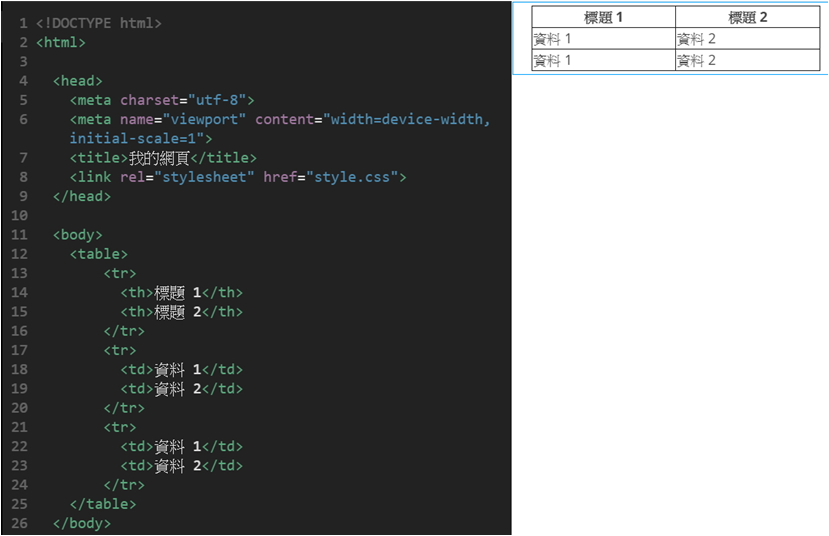 1 <!DOCTYPE html>
2 <html>
3
4 <head>
5 <meta charset="utf-8">
6 <meta name="viewport" content="width=device-width,
initial-scale=1">
7 <title>我的網頁</title>
8 <link rel="stylesheet" href="style.css">
9 </head>
10
11 <body>
12 <table>
13 <tr>
14 <th>標題 1</th>
15 <th>標題 2</th>
16 </tr>
17 <tr>
18 <td>資料 1</td>
19 <td>資料 2</td>
20 </tr>
21 <tr>
22 <td>資料 1</td>
23 <td>資料 2</td>
24 </tr>
25 </table>
26 </body>
標題 1 標題 2
資料 1 資料 2
資料 1 資料 2